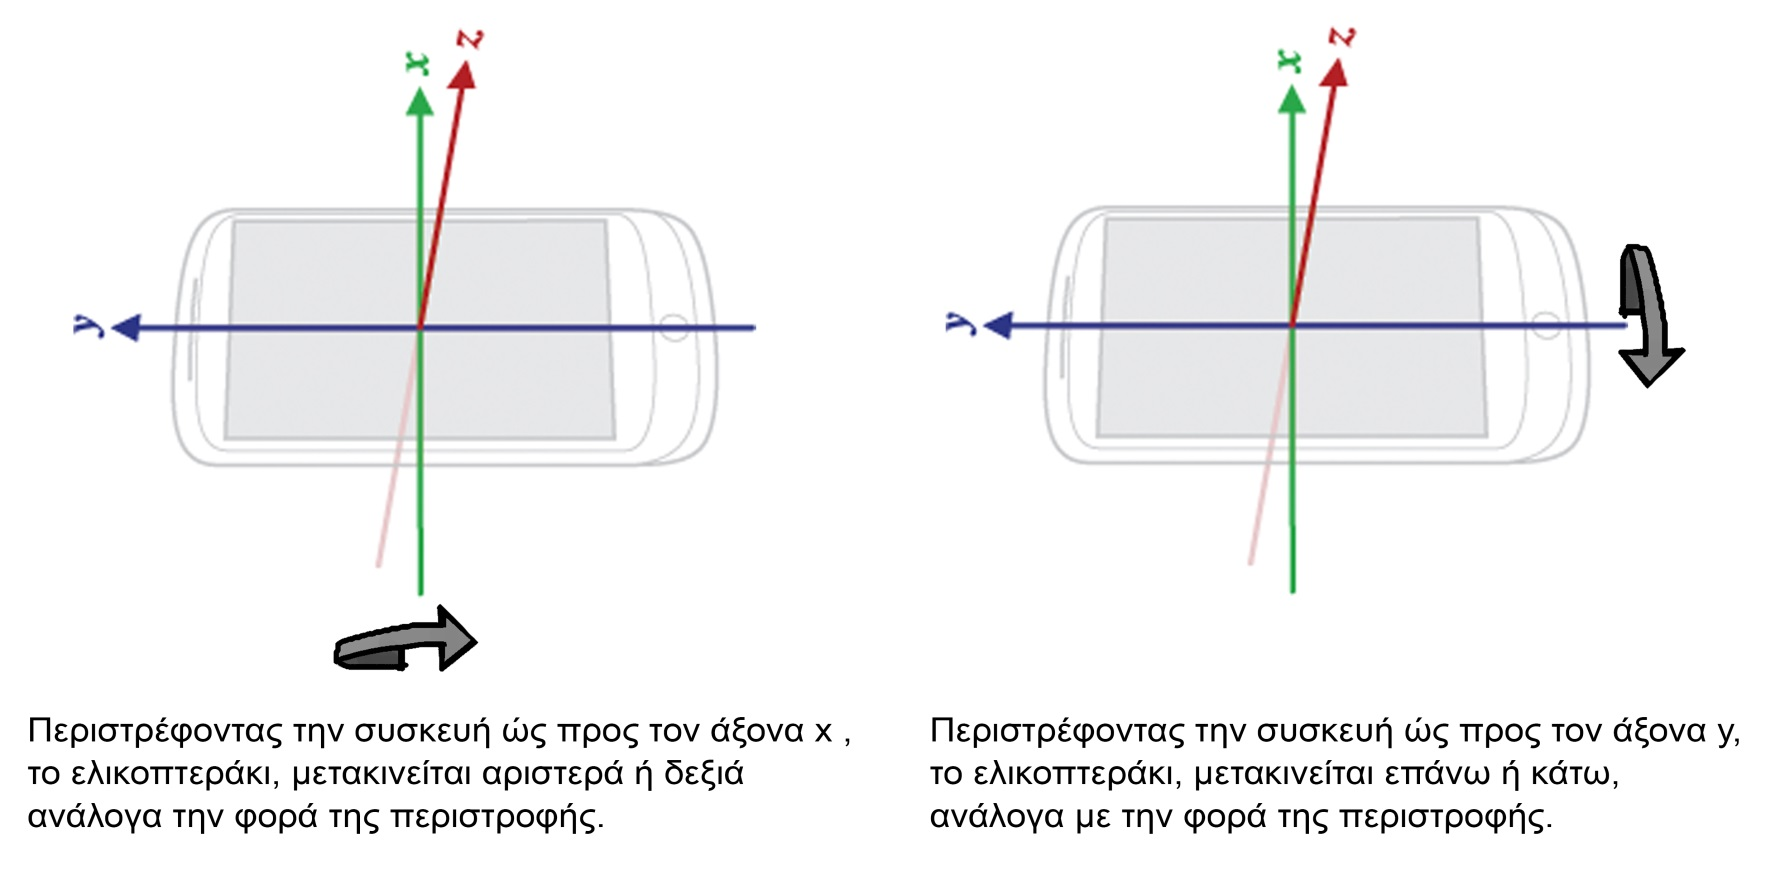 x z
y
Περιστρέφοντας την συσκευή ώς προς τον άξονα x ,
το ελικοπτεράκι, μετακινείται αριστερά ή δεξιά
ανάλογα την φορά της περιστροφής.
x z
y
Περιστρέφοντας την συσκευή ώς προς τον άξονα y,
το ελικοπτεράκι, μετακινείται επάνω ή κάτω,
ανάλογα με την φορά της περιστροφής.